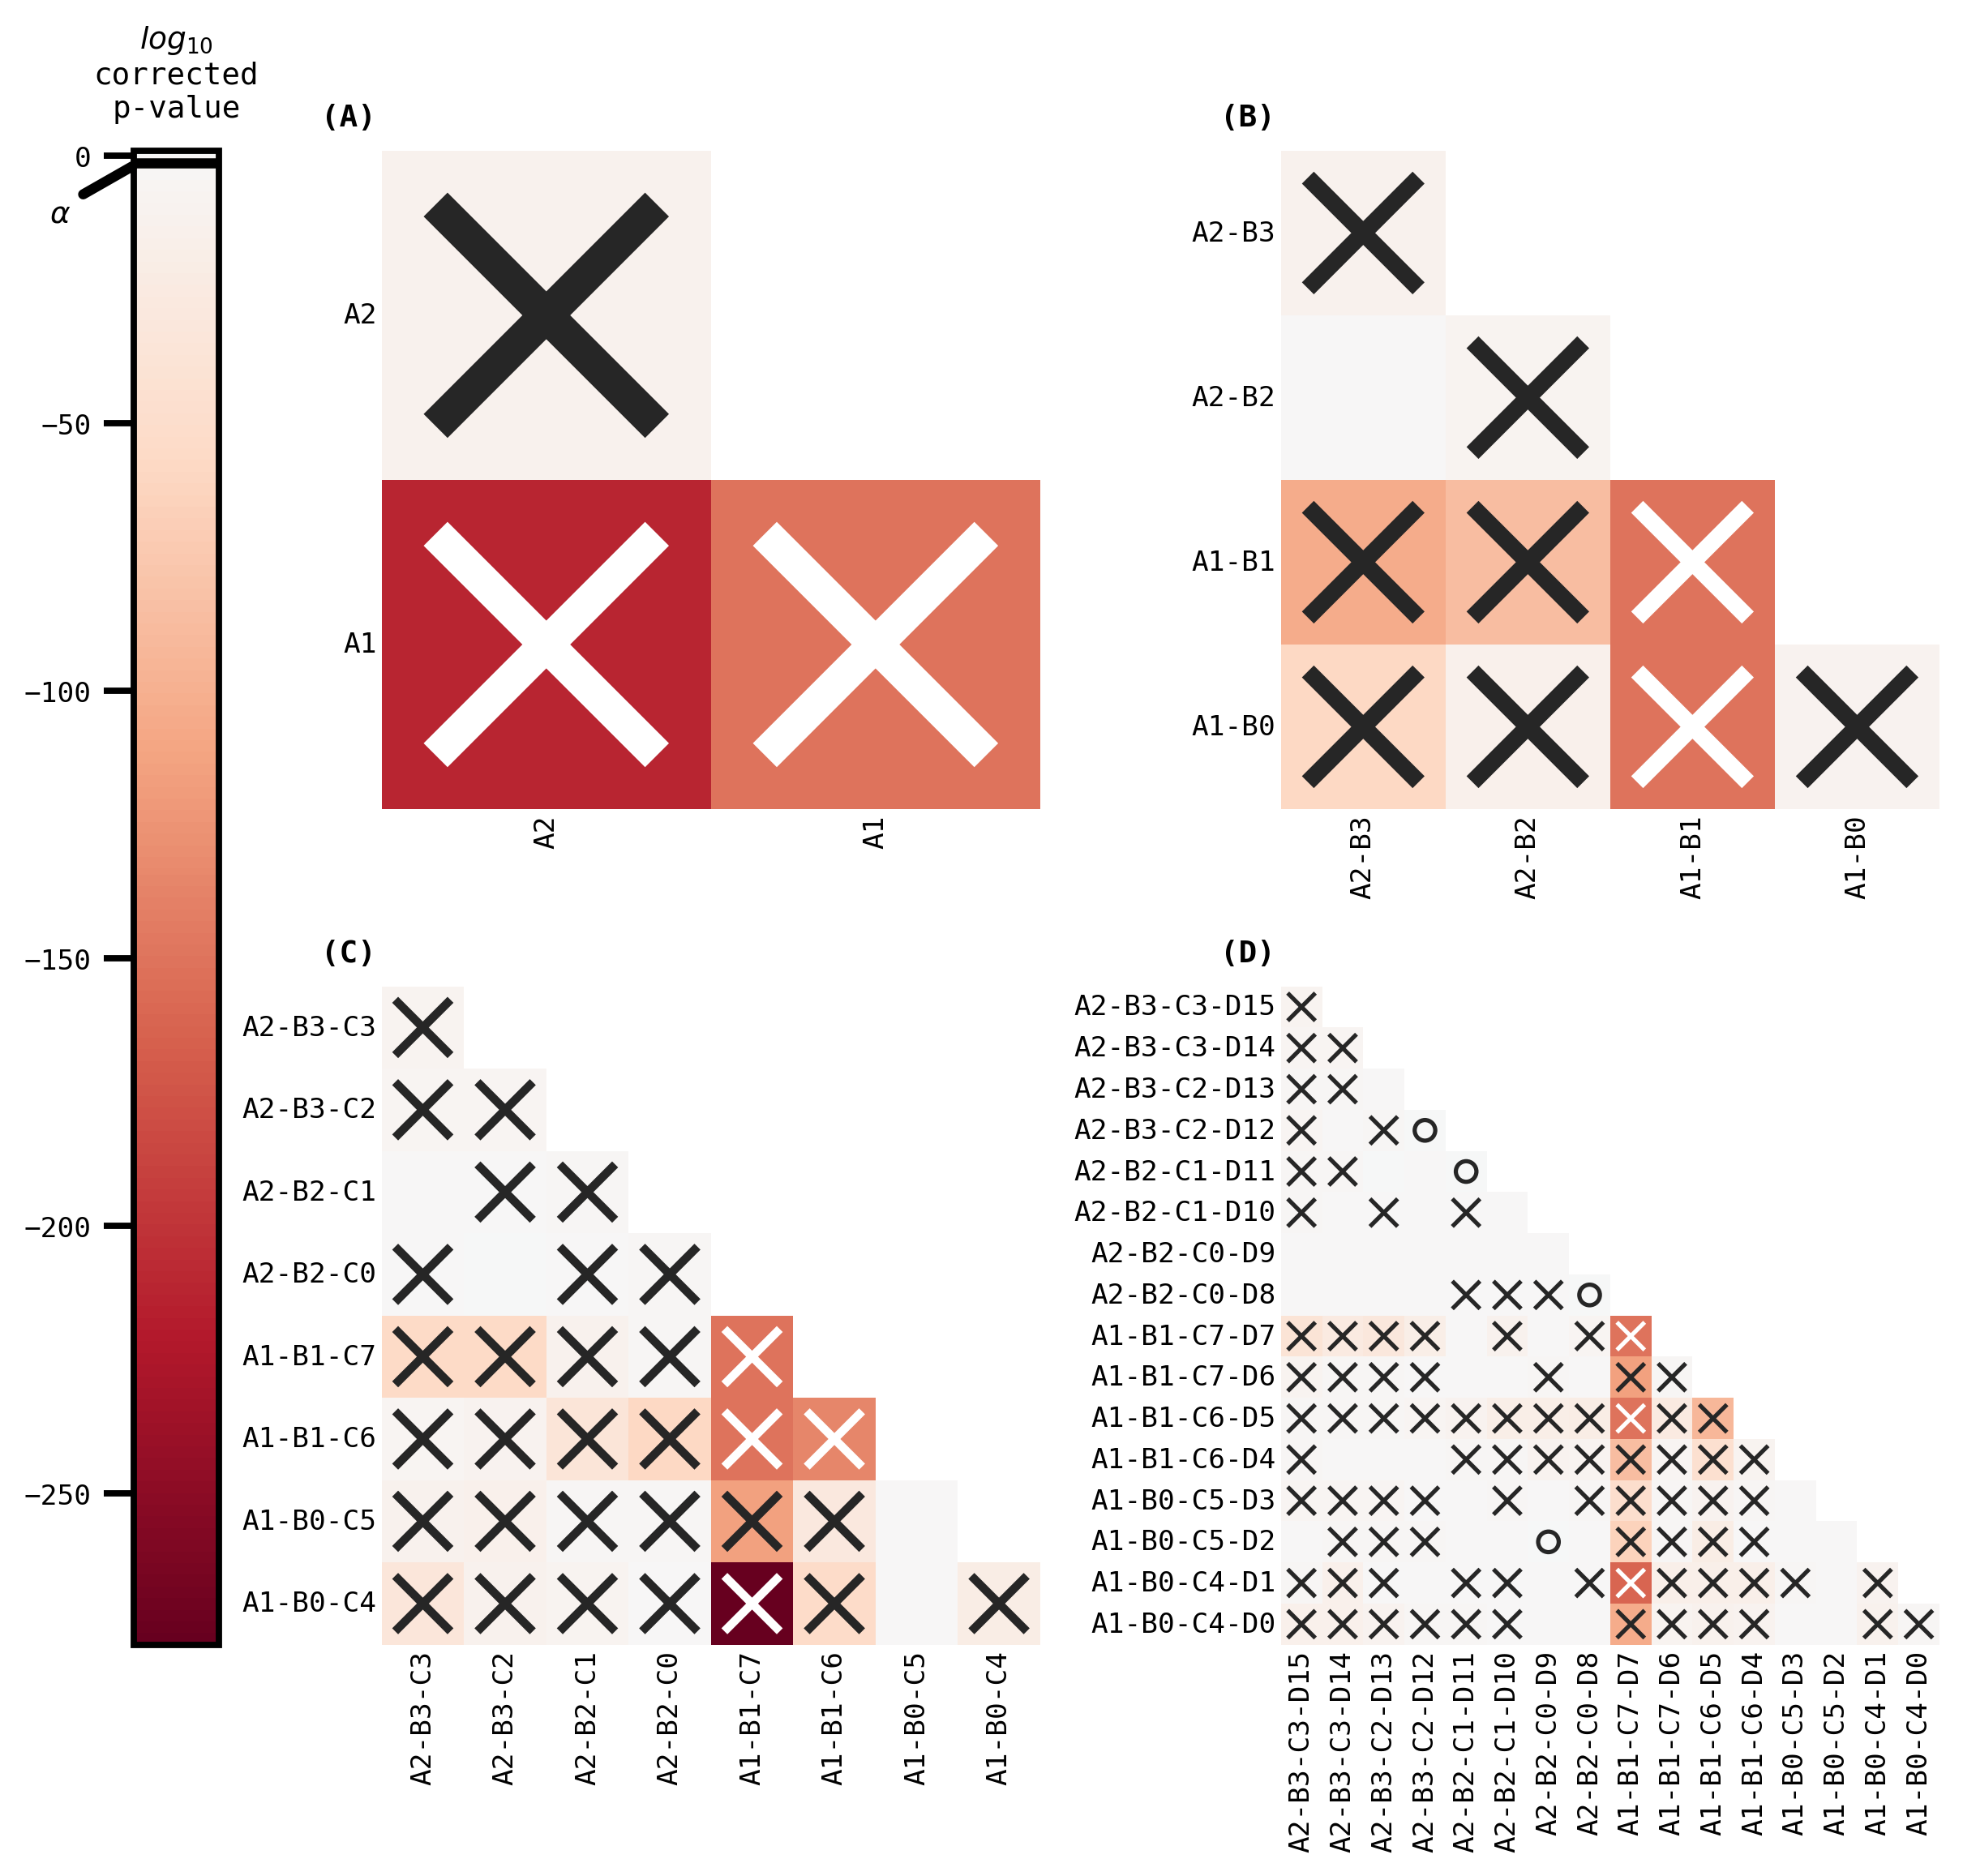 log10
corrected
p-value
0
α
−50
−100
−150
−200
−250
(A)
A2
A1
A2
A1
(B)
A2-B3
A2-B2
A1-B1
A1-B0
A2-B3
A2-B2
A1-B1
A1-B0
(C)
A2-B3-C3
A2-B3-C2
A2-B2-C1
A2-B2-C0
A1-B1-C7
A1-B1-C6
A1-B0-C5
A1-B0-C4
A2-B3-C3
A2-B3-C2
A2-B2-C1
A2-B2-C0
A1-B1-C7
A1-B1-C6
A1-B0-C5
A1-B0-C4
(D)
A2-B3-C3-D15
A2-B3-C3-D14
A2-B3-C2-D13
A2-B3-C2-D12
A2-B2-C1-D11
A2-B2-C1-D10
A2-B2-C0-D9
A2-B2-C0-D8
A1-B1-C7-D7
A1-B1-C7-D6
A1-B1-C6-D5
A1-B1-C6-D4
A1-B0-C5-D3
A1-B0-C5-D2
A1-B0-C4-D1
A1-B0-C4-D0
A2-B3-C3-D15
A2-B3-C3-D14
A2-B3-C2-D13
A2-B3-C2-D12
A2-B2-C1-D11
A2-B2-C1-D10
A2-B2-C0-D9
A2-B2-C0-D8
A1-B1-C7-D7
A1-B1-C7-D6
A1-B1-C6-D5
A1-B1-C6-D4
A1-B0-C5-D3
A1-B0-C5-D2
A1-B0-C4-D1
A1-B0-C4-D0